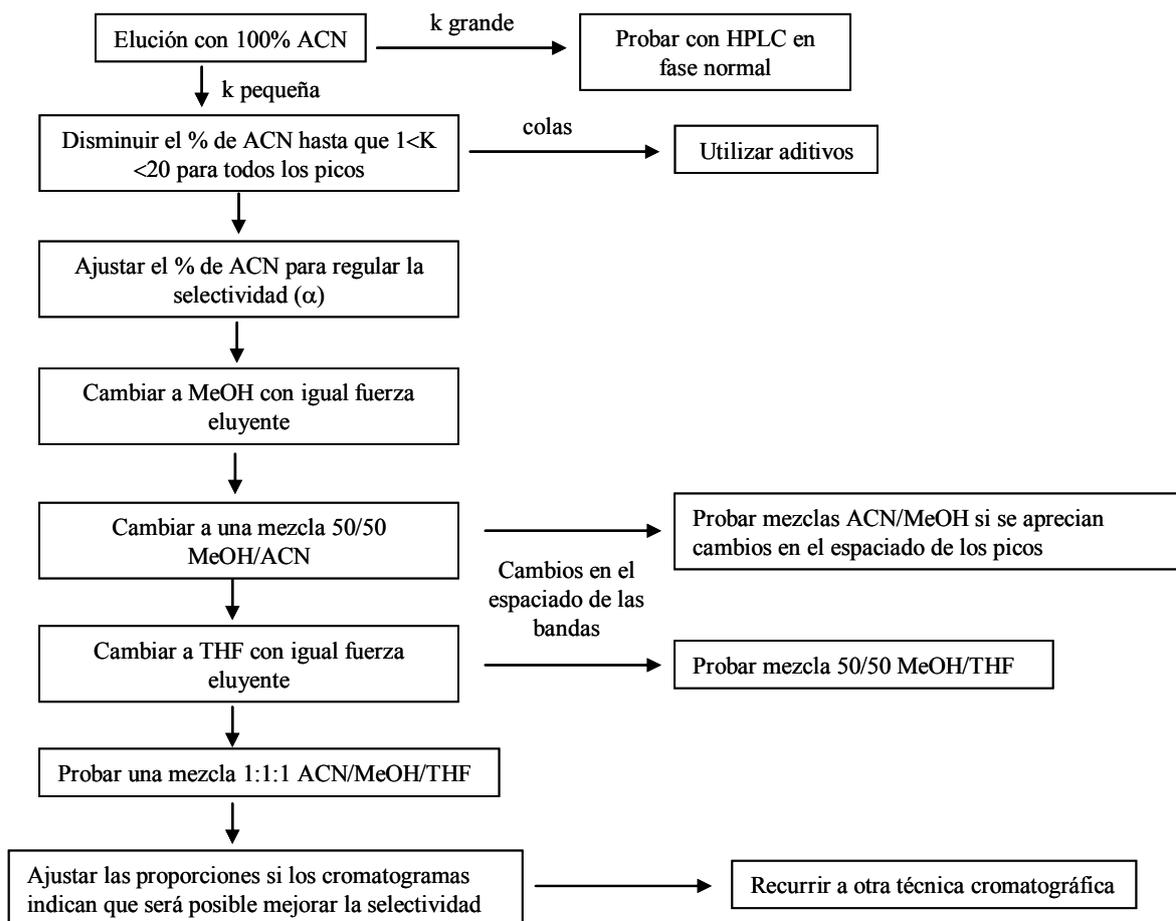 Elución con 100% ACN
k grande
Probar con HPLC en
fase normal
k pequeña
Disminuir el % de ACN hasta que 1<K
<20 para todos los picos
colas
Utilizar aditivos
Ajustar el % de ACN para regular la
selectividad (α)
Cambiar a MeOH con igual fuerza
eluyente
Cambiar a una mezcla 50/50
MeOH/ACN
Probar mezclas ACN/MeOH si se aprecian
cambios en el espaciado de los picos
Cambios en el
espaciado de las
bandas
Cambiar a THF con igual fuerza
eluyente
Probar mezcla 50/50 MeOH/THF
Probar una mezcla 1:1:1 ACN/MeOH/THF
Ajustar las proporciones si los cromatogramas
indican que será posible mejorar la selectividad
Recurrir a otra técnica cromatográfica